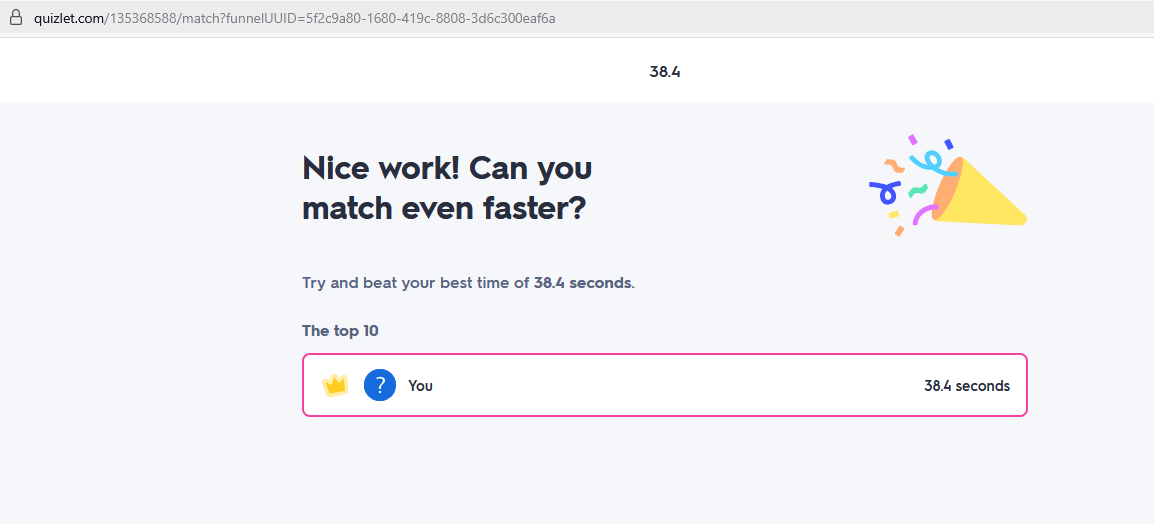 quizlet.com/135368588/match?funnelUUID=5f2c9a80-1680-419c-8808-3d6c300eaf6a
38.4
Nice work! Can you
match even faster?
Try and beat your best time of 38.4 seconds.
The top 10
? You 38.4 seconds